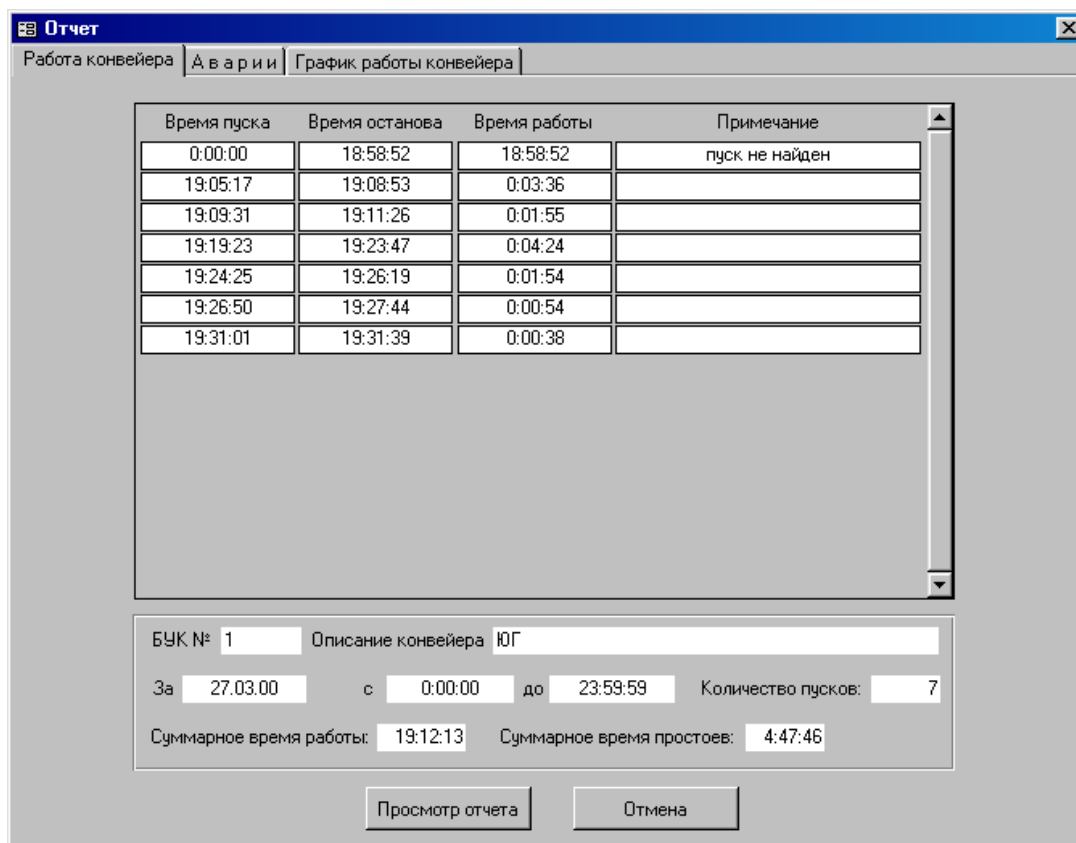 Отчет
Работа конвейера А в а р и и График работы конвейера
Время пуска Время останова Время работы Примечание
0:00:00 18:58:52 18:58:52 пуск не найден
19:05:17 19:08:53 0:03:36
19:09:31 19:11:26 0:01:55
19:19:23 19:23:47 0:04:24
19:24:25 19:26:19 0:01:54
19:26:50 19:27:44 0:00:54
19:31:01 19:31:39 0:00:38
БУК № 1 Описание конвейера ЮГ
За 27.03.00 с 0:00:00 до 23:59:59 Количество пусков: 7
Суммарное время работы: 19:12:13 Суммарное время простоев: 4:47:46
Просмотр отчета Отмена